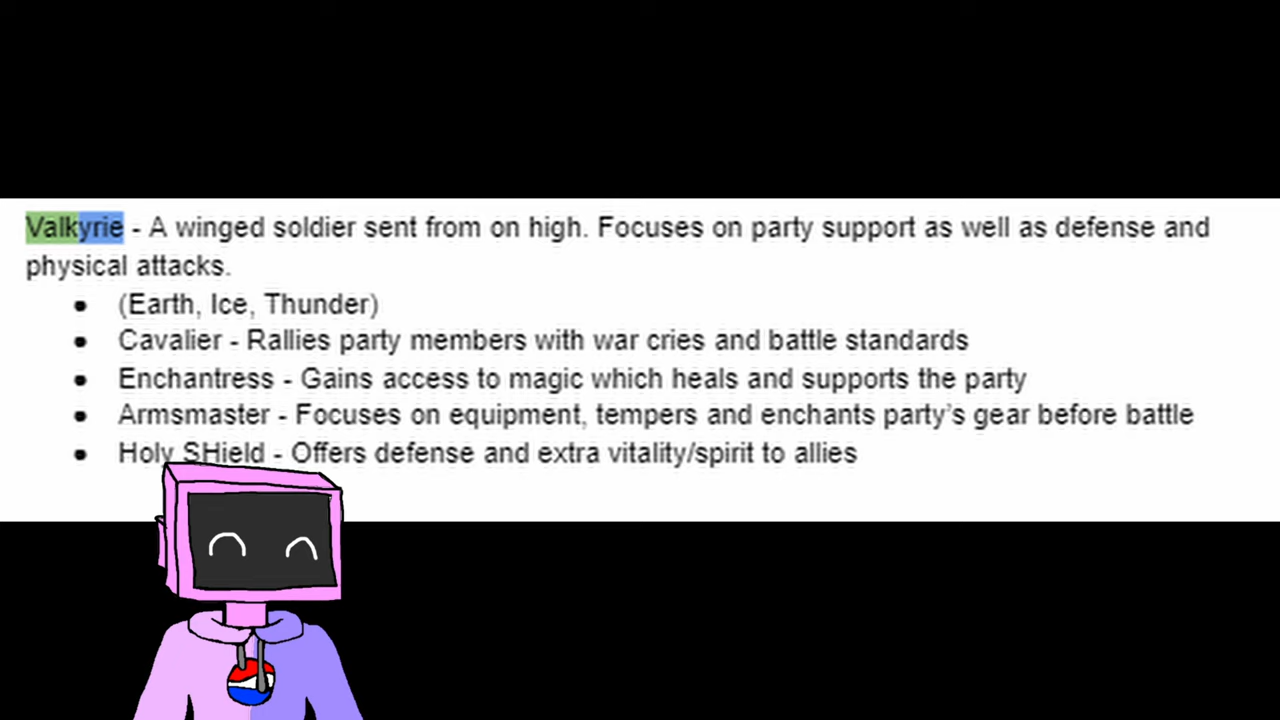 Valkyrie - A winged soldier sent from on high. Focuses on party support as well as defense and
physical attacks.
● (Earth, Ice, Thunder)
● Cavalier - Rallies party members with war cries and battle standards
● Enchantress - Gains access to magic which heals and supports the party
● Armsmaster - Focuses on equipment, tempers and enchants party's gear before battle
● Holy SHield - Offers defense and extra vitality/spirit to allies